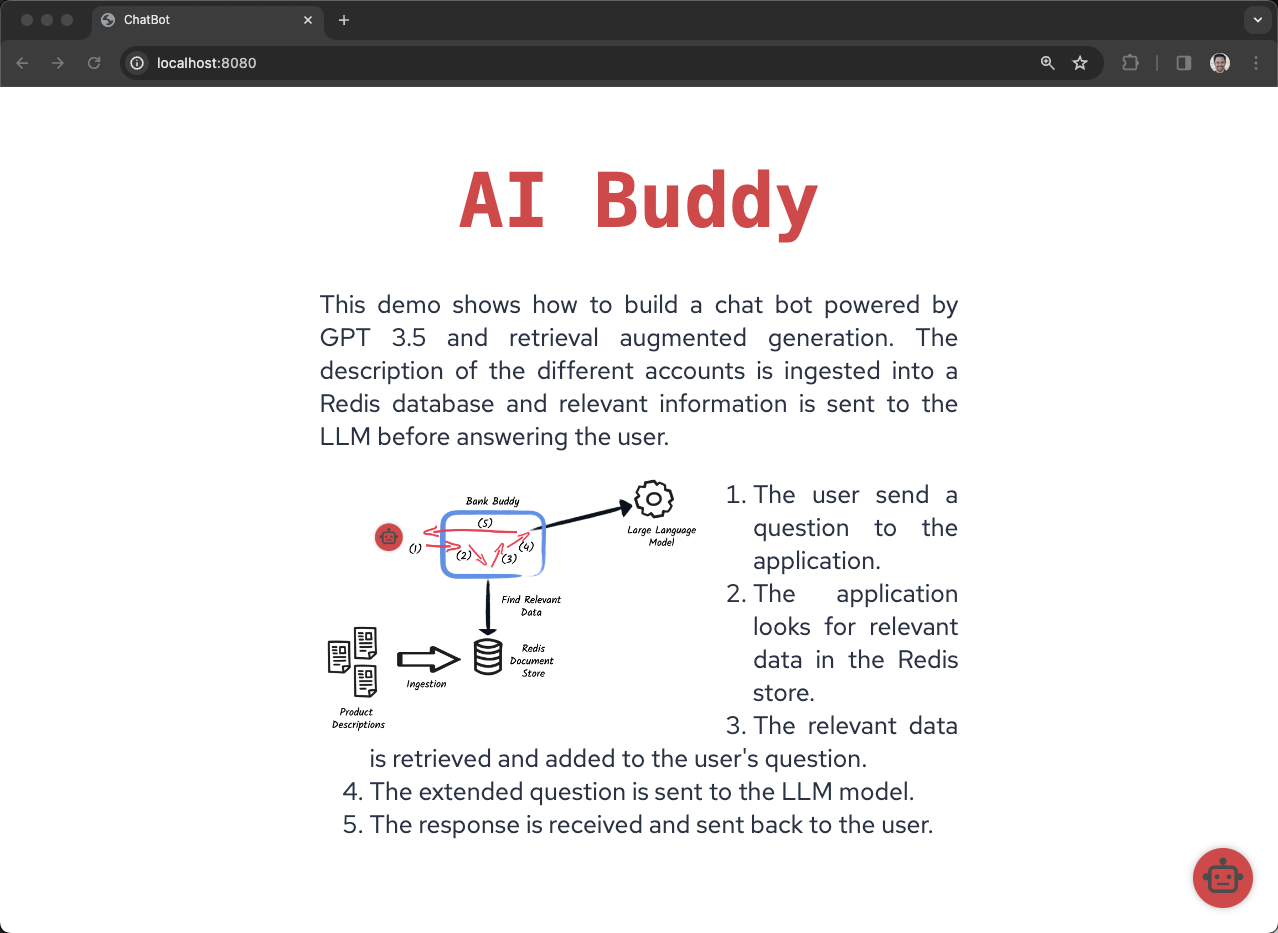 ChatBot
localhost:8080
AI Buddy
This demo shows how to build a chat bot powered by
GPT 3.5 and retrieval augmented generation. The
description of the different accounts is ingested into a
Redis database and relevant information is sent to the
LLM before answering the user.
Bank Buddy
(5)
(1)
(2)
(3)
(4)
Large Language
Model
Find Relevant
Data
Redis
Document
Store
Ingestion
Product
Descriptions
1. The user send a
question to the
application.
2. The application
looks for relevant
data in the Redis
store.
3. The relevant data
is retrieved and added to the user's question.
4. The extended question is sent to the LLM model.
5. The response is received and sent back to the user.